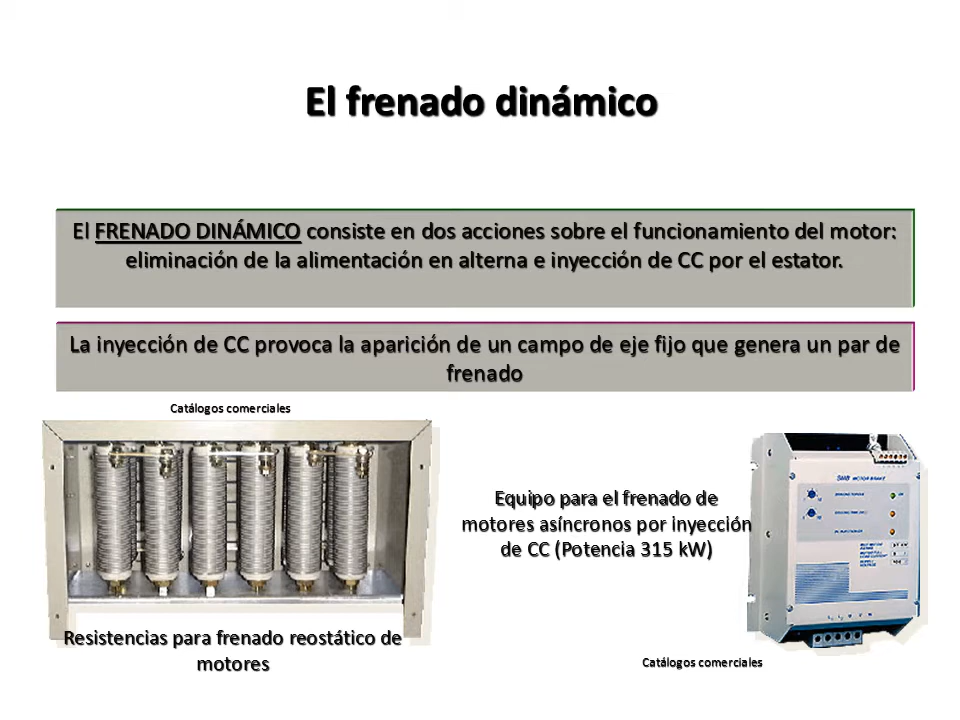 El frenado dinámico
El FRENADO DINÁMICO consiste en dos acciones sobre el funcionamiento del motor:
eliminación de la alimentación en alterna e inyección de CC por el estator.
La inyección de CC provoca la aparición de un campo de eje fijo que genera un par de
frenado
Catálogos comerciales
Equipo para el frenado de
motores asíncronos por inyección
de CC (Potencia 315 kW)
SMB MOTOR BRAKE
Resistencias para frenado reostático de
motores
Catálogos comerciales